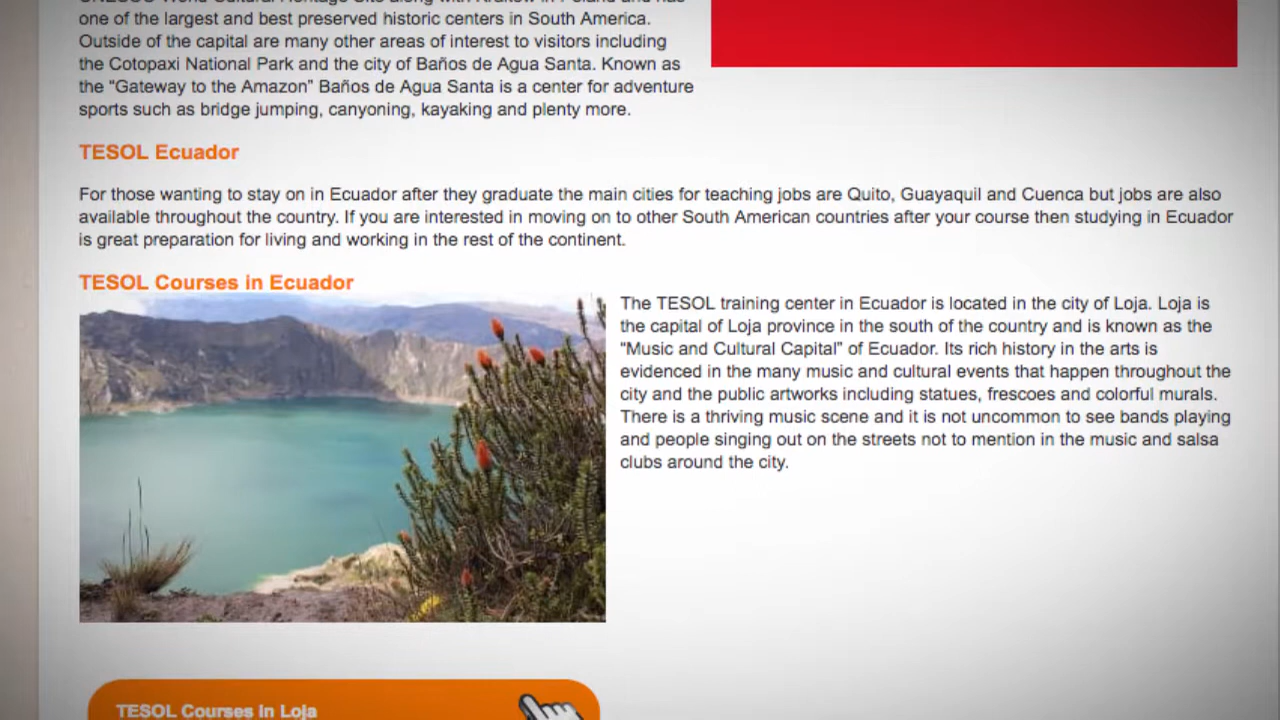 one of the largest and best preserved historic centers in South America.
Outside of the capital are many other areas of interest to visitors including
the Cotopaxi National Park and the city of Baños de Agua Santa. Known as
the “Gateway to the Amazon” Baños de Agua Santa is a center for adventure
sports such as bridge jumping, canyoning, kayaking and plenty more.
TESOL Ecuador
For those wanting to stay on in Ecuador after they graduate the main cities for teaching jobs are Quito, Guayaquil and Cuenca but jobs are also
available throughout the country. If you are interested in moving on to other South American countries after your course then studying in Ecuador
is great preparation for living and working in the rest of the continent.
TESOL Courses in Ecuador
The TESOL training center in Ecuador is located in the city of Loja. Loja is
the capital of Loja province in the south of the country and is known as the
“Music and Cultural Capital” of Ecuador. Its rich history in the arts is
evidenced in the many music and cultural events that happen throughout the
city and the public artworks including statues, frescoes and colorful murals.
There is a thriving music scene and it is not uncommon to see bands playing
and people singing out on the streets not to mention in the music and salsa
clubs around the city.
TESOL Courses in Loja